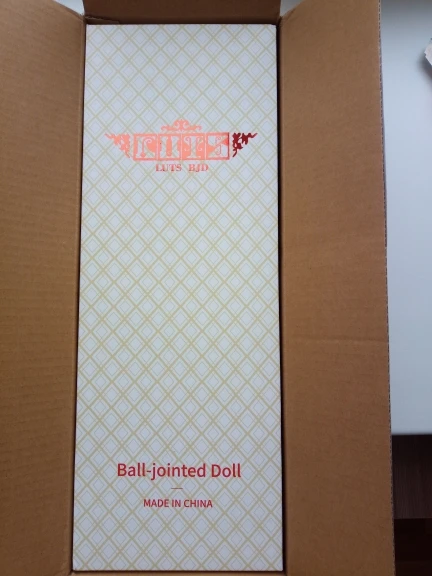 LUTS
LUTS BJD
Ball-jointed Doll
MADE IN CHINA